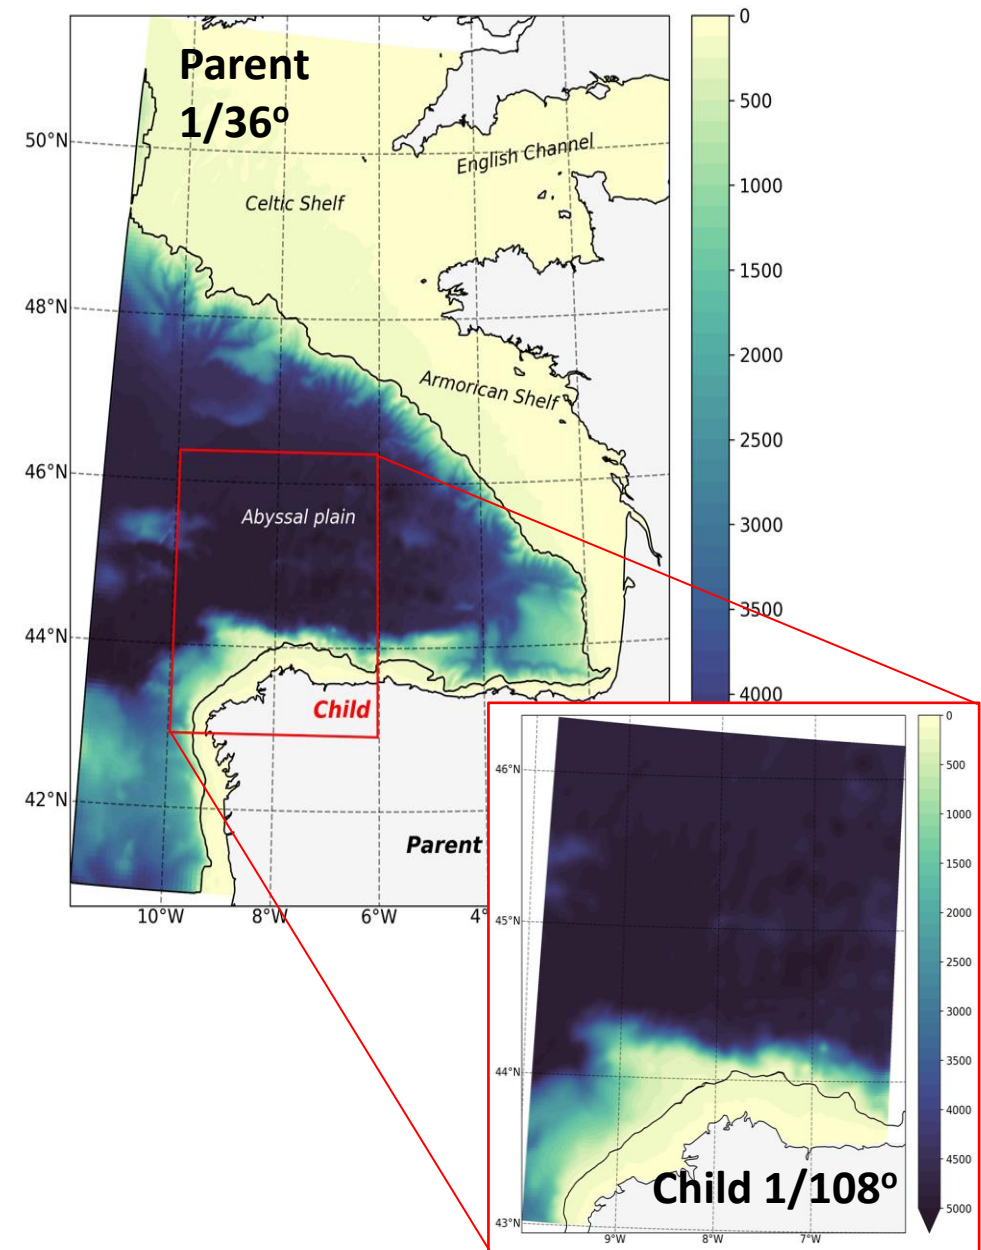 Parent
1/36º
English Channel
Celtic Shelf
Armorican Shelf
Abyssal plain
Child
Parent
50°N
48°N
46°N
44°N
42°N
10°W
8°W
6°W
4°
0
500
1000
1500
2000
2500
3000
3500
4000
46°N
45°N
44°N
43°N
9°W
8°W
7°W
Child 1/108º
0
500
1000
1500
2000
2500
3000
3500
4000
4500
5000